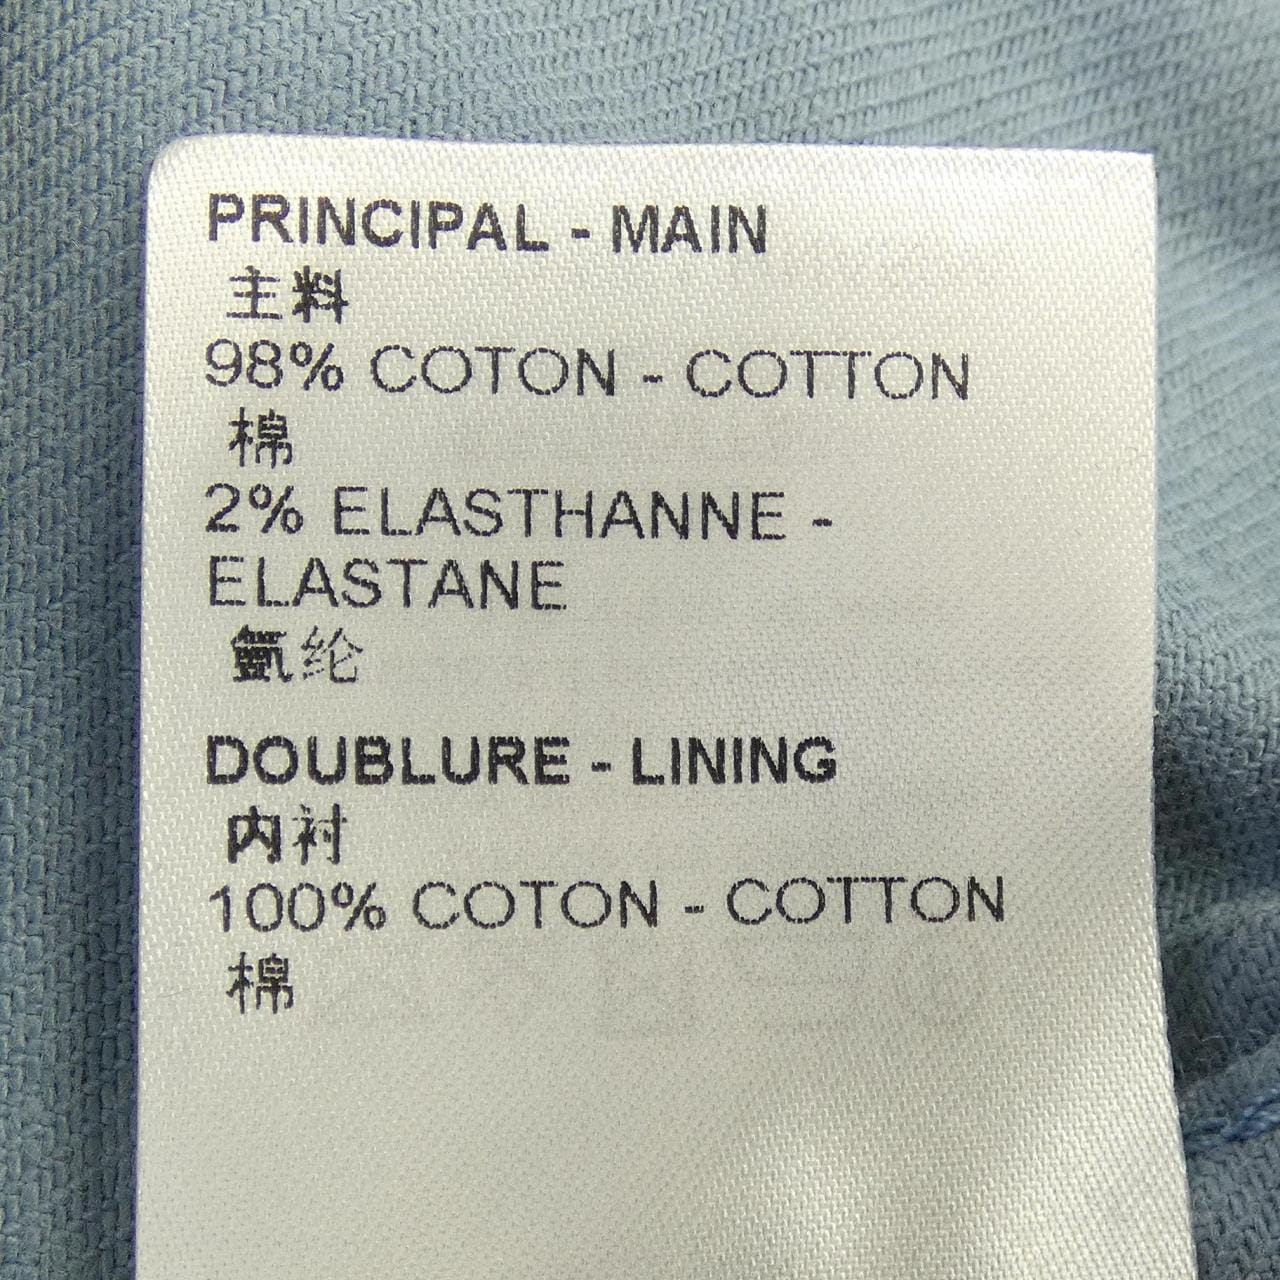 PRINCIPAL - MAIN
主料
98% COTON - COTTON
棉
2% ELASTHANNE -
ELASTANE
氨纶
DOUBLURE - LINING
内衬
100% COTON - COTTON
棉